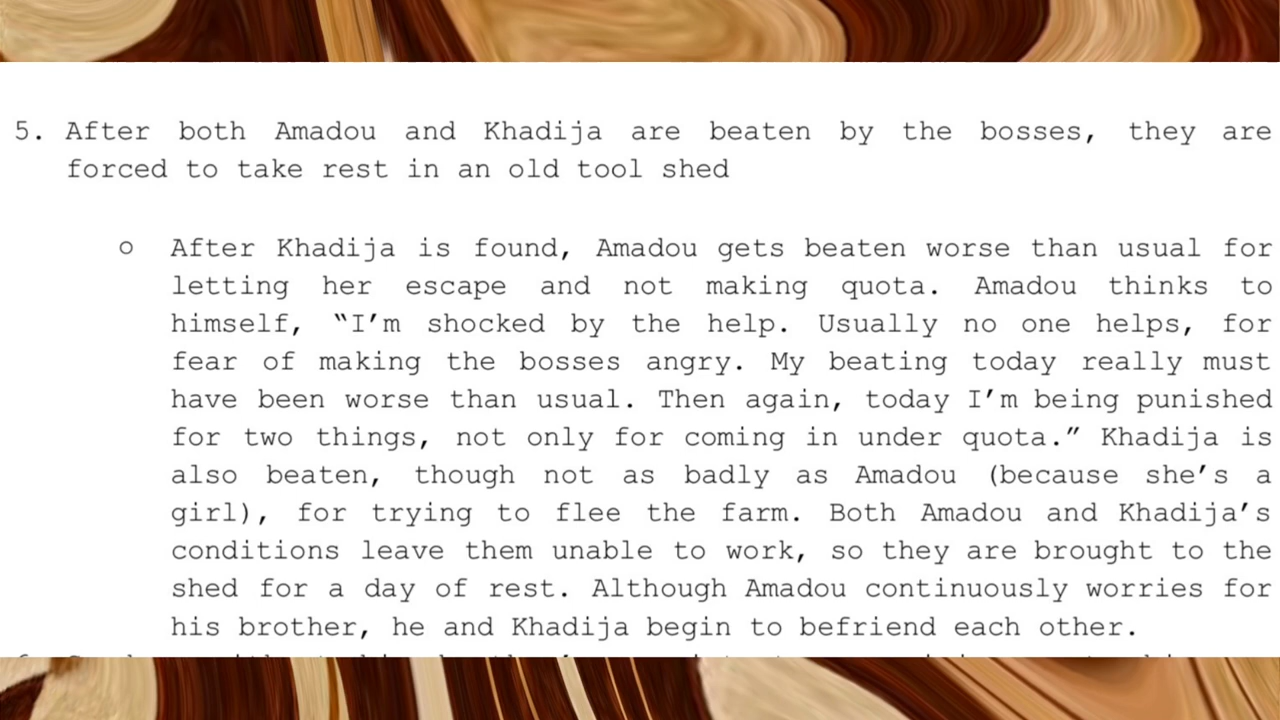 5. After both Amadou and Khadija are beaten by the bosses, they are
forced to take rest in an old tool shed
○ After Khadija is found, Amadou gets beaten worse than usual for
letting her escape and not making quota. Amadou thinks to
himself, “I’m shocked by the help. Usually no one helps, for
fear of making the bosses angry. My beating today really must
have been worse than usual. Then again, today I’m being punished
for two things, not only for coming in under quota.” Khadija is
also beaten, though not as badly as Amadou (because she’s a
girl), for trying to flee the farm. Both Amadou and Khadija’s
conditions leave them unable to work, so they are brought to the
shed for a day of rest. Although Amadou continuously worries for
his brother, he and Khadija begin to befriend each other.